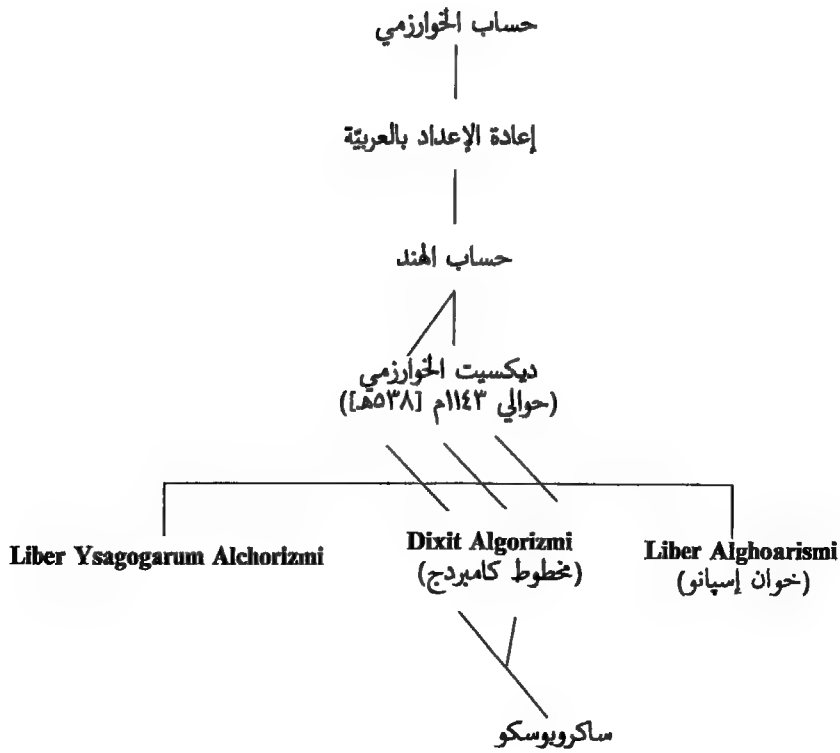 حساب الخوارزمي
إعادة الإعداد بالعربيّة
حساب الهند
ديكسيت الخوارزمي
(حوالي ١١٤٣م [٥٣٨هـ])
Liber Ysagogarum Alchorizmi
Dixit Algorizmi
(مخطوط كامبردج)
Liber Alghoarismi
(خوان إسپانو)
ساكروبوسكو